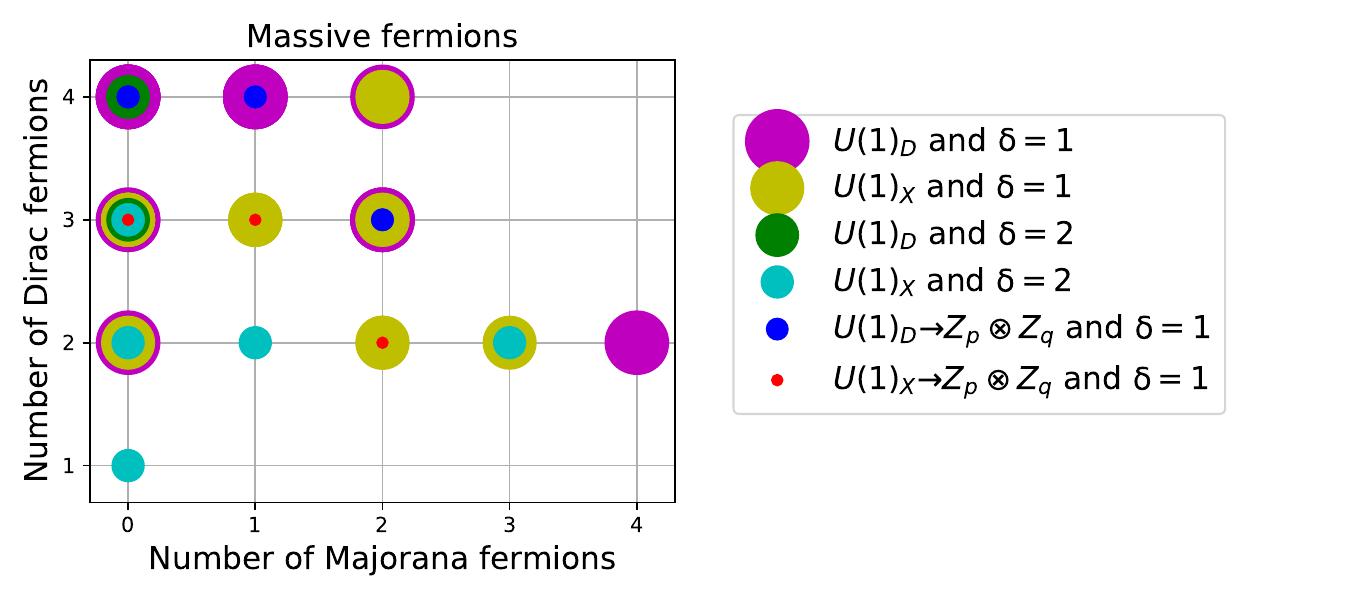 Massive fermions
Number of Dirac fermions
4
3
2
1
0 1 2 3 4
Number of Majorana fermions
U(1)_D and δ = 1
U(1)_X and δ = 1
U(1)_D and δ = 2
U(1)_X and δ = 2
U(1)_D→Z_p ⊗ Z_q and δ = 1
U(1)_X→Z_p ⊗ Z_q and δ = 1